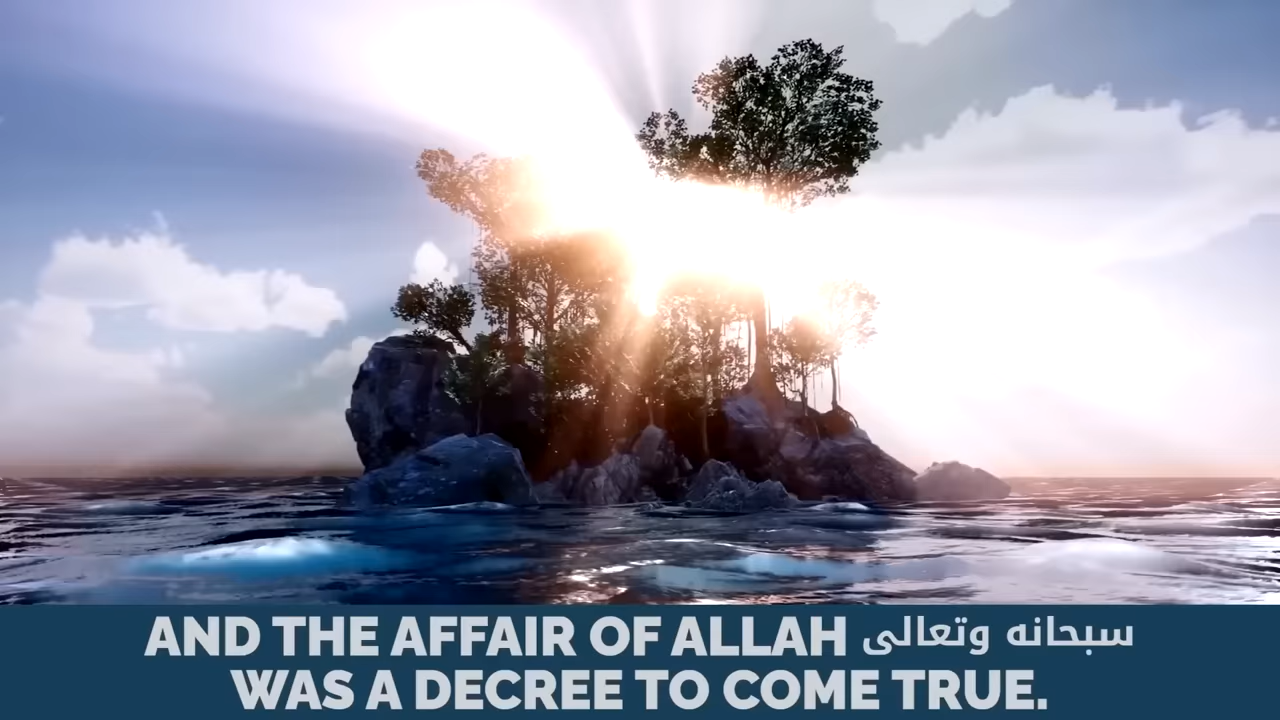 AND THE AFFAIR OF ALLAH سبحانه وتعالى
WAS A DECREE TO COME TRUE.